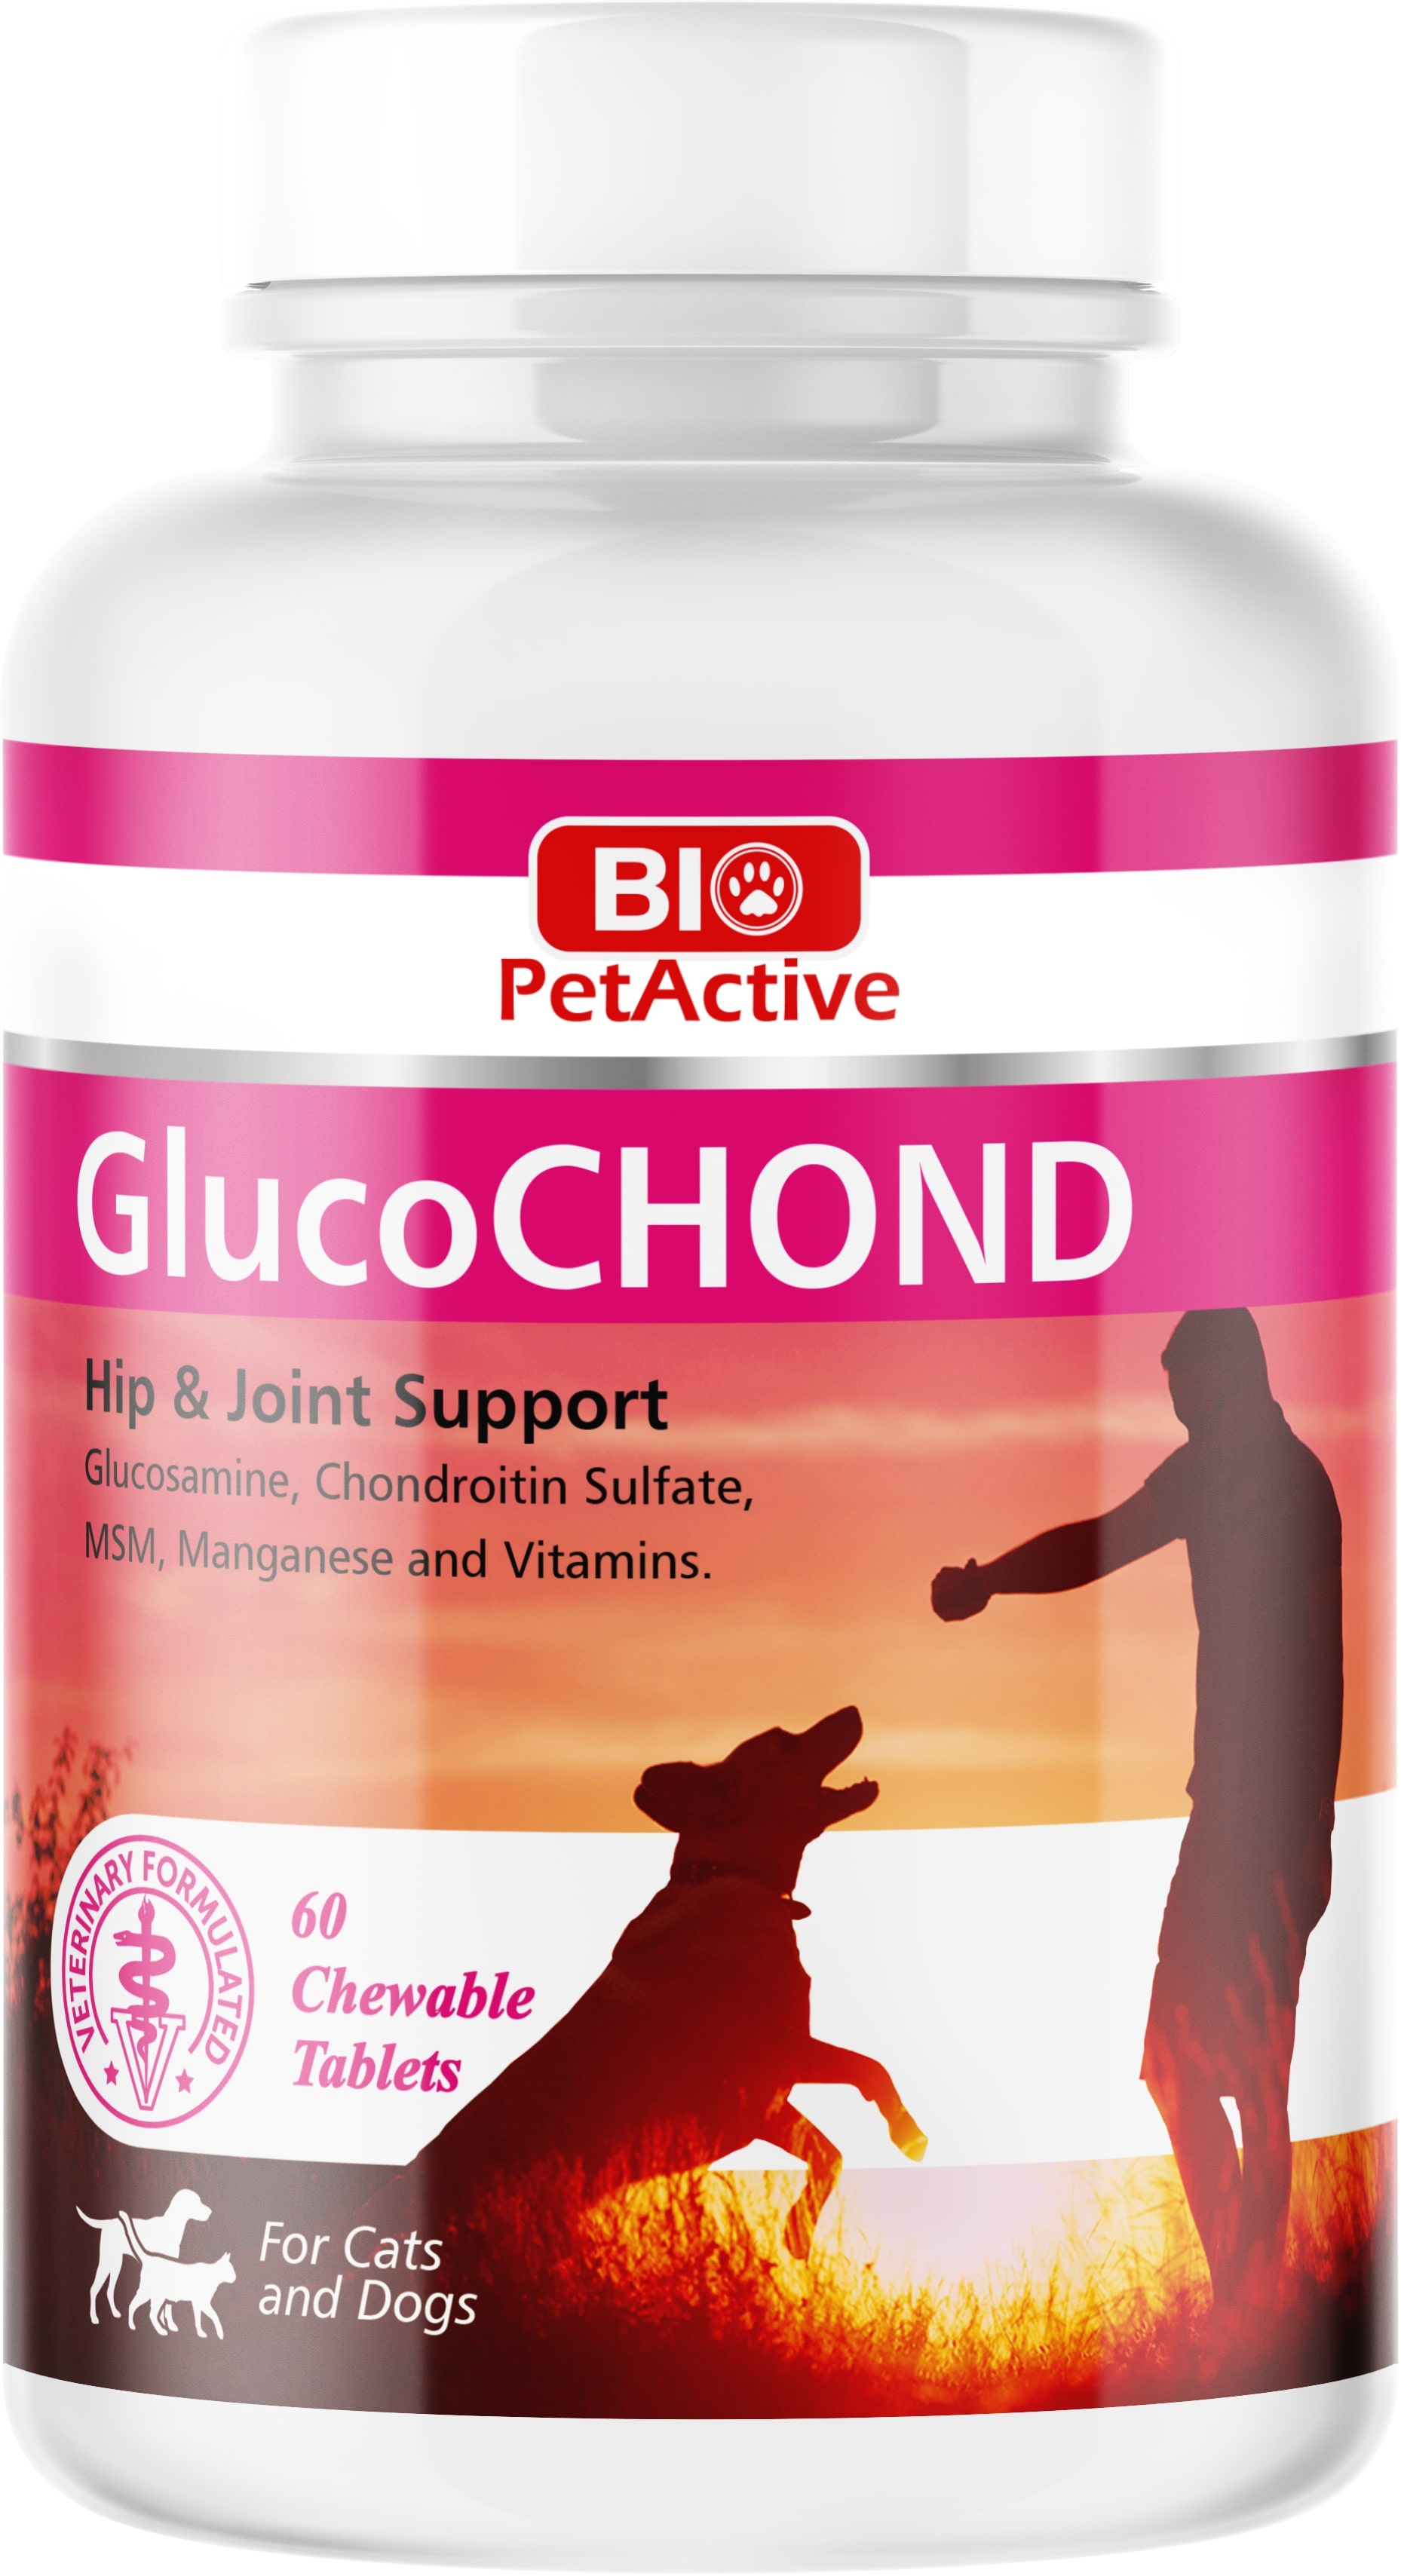 BIO
PetActive
GlucoCHOND
Hip & Joint Support
Glucosamine, Chondroitin Sulfate,
MSM, Manganese and Vitamins.
VETERINARY FORMULATED
V
60
Chewable
Tablets
For Cats
and Dogs